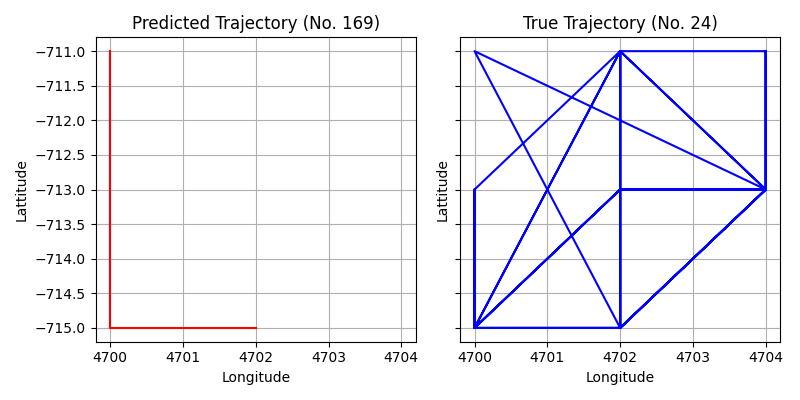 Predicted Trajectory (No. 169)
True Trajectory (No. 24)
−711.0
−711.5
−712.0
−712.5
−713.0
−713.5
−714.0
−714.5
−715.0
Lattitude
Lattitude
4700 4701 4702 4703 4704
4700 4701 4702 4703 4704
Longitude
Longitude